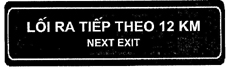 LỐI RA TIẾP THEO 12 KM
NEXT EXIT